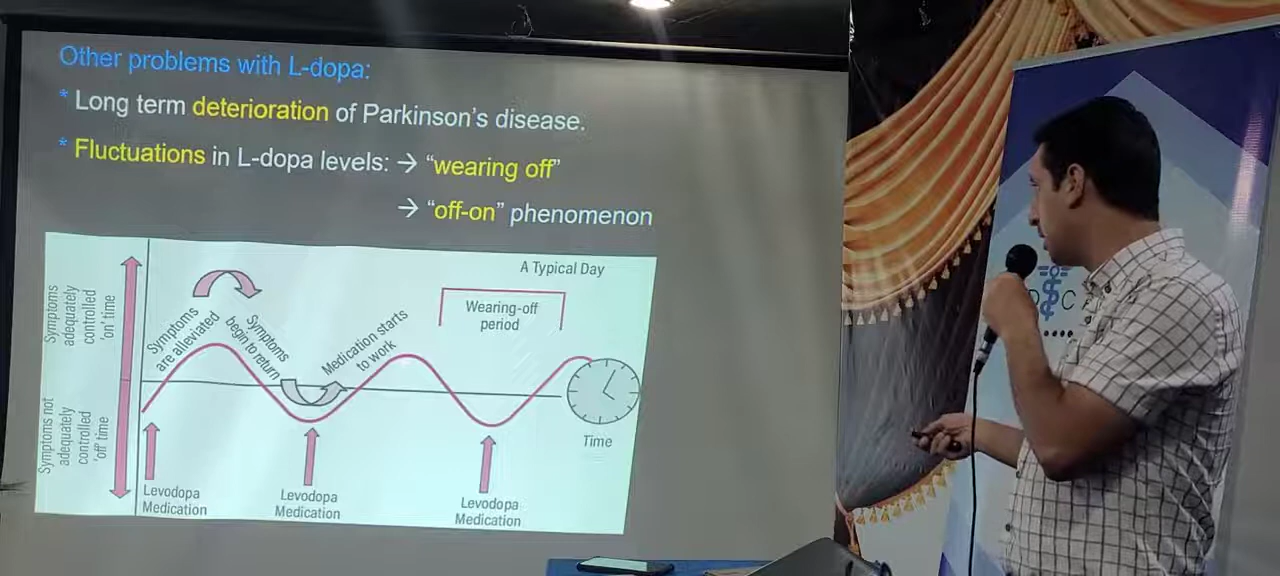 Other problems with L-dopa:
* Long term deterioration of Parkinson's disease.
* Fluctuations in L-dopa levels: → "wearing off"
→ "off-on" phenomenon
A Typical Day
Wearing-off
period
Symptoms
adequately
controlled
'on' time
Symptoms
are alleviated
Symptoms
begin to return
Medication starts
to work
Symptoms not
adequately
controlled
'off' time
Time
Levodopa
Medication
Levodopa
Medication
Levodopa
Medication